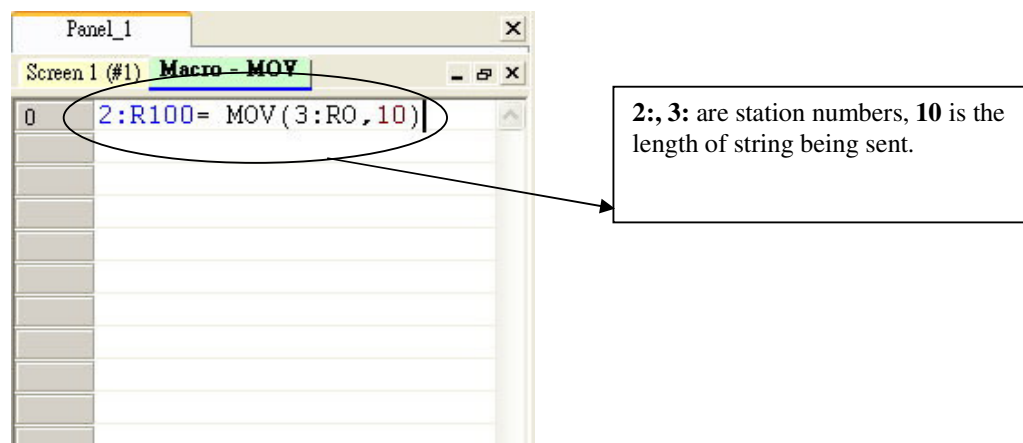 Panel_1
Screen 1 (#1) Macro - MOV
0 2:R100= MOV(3:R0,10)
2:, 3: are station numbers, 10 is the
length of string being sent.